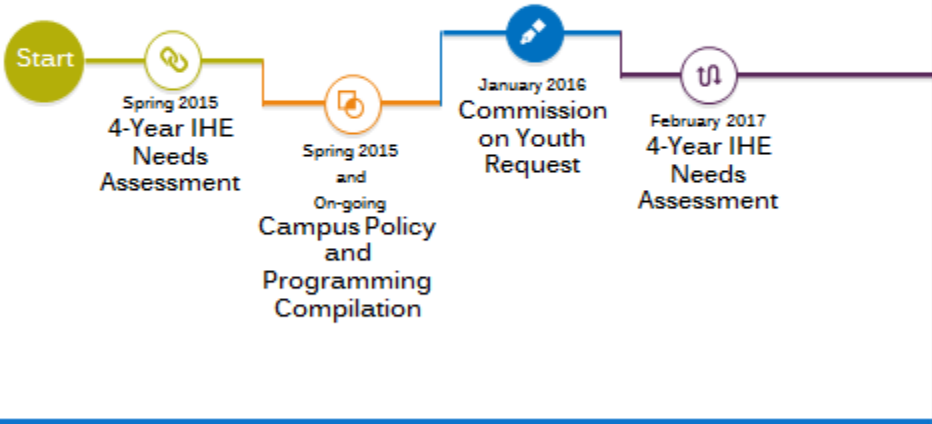 Start
Spring 2015
4-Year IHE
Needs
Assessment
Spring 2015
and
On-going
Campus Policy
and
Programming
Compilation
January 2016
Commission
on Youth
Request
February 2017
4-Year IHE
Needs
Assessment